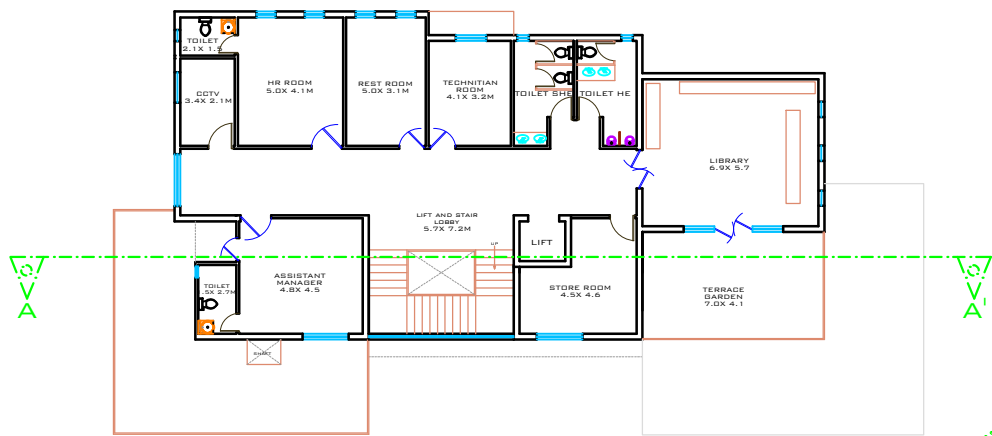 TOILET
2.1X 1.5
CCTV
3.4X 2.1M
HR ROOM
5.0X 4.1M
REST ROOM
5.0X 3.1M
TECHNITIAN
ROOM
4.1X 3.2M
TOILET SHE
TOILET HE
LIBRARY
6.9X 5.7
LIFT AND STAIR
LOBBY
5.7X 7.2M
UP
LIFT
ASSISTANT
MANAGER
4.8X 4.5
TOILET
.5X 2.7M
STORE ROOM
4.5X 4.6
TERRACE
GARDEN
7.0X 4.1
SHAFT
A
A'